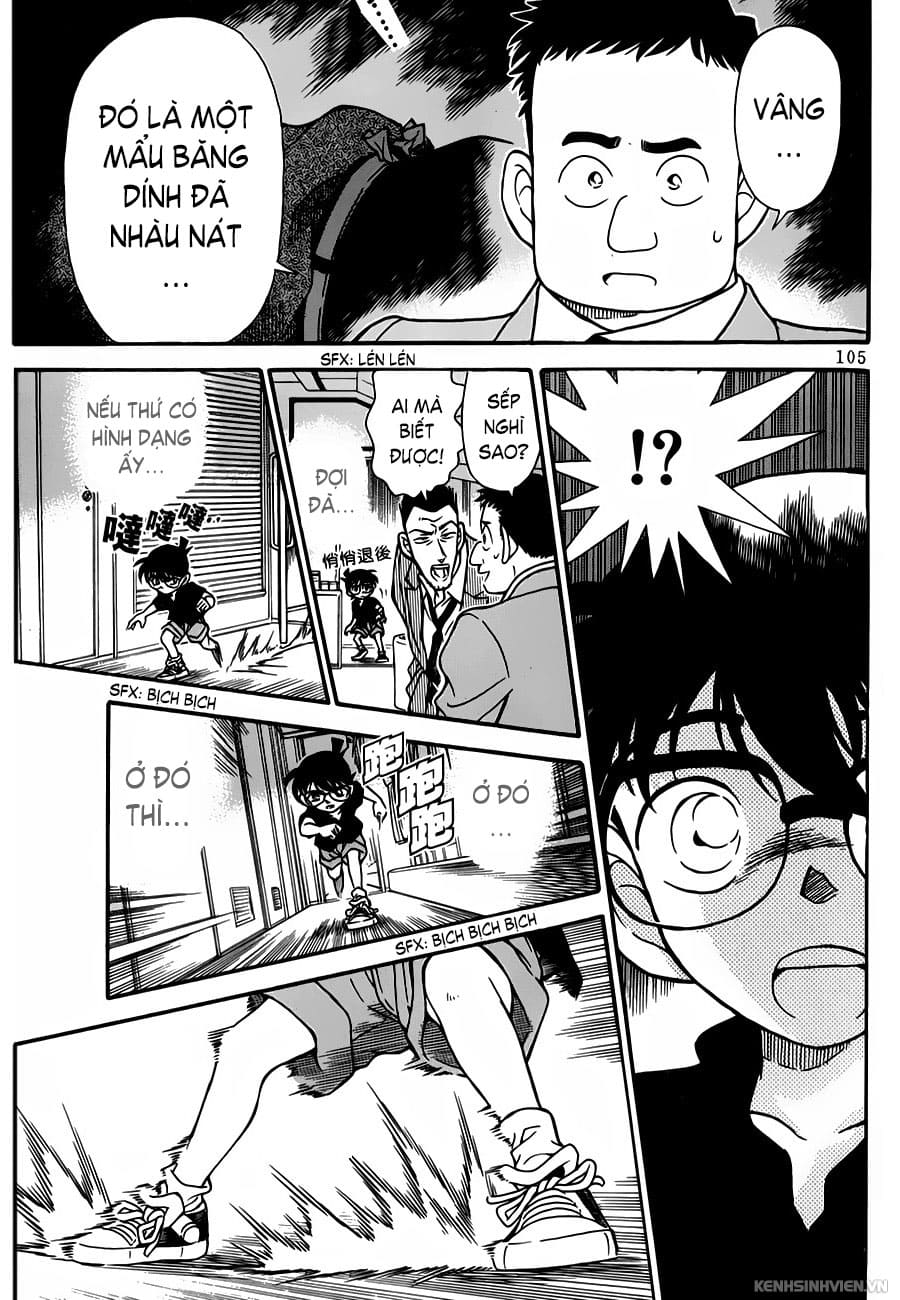 VÂNG
...
.....
ĐÓ LÀ MỘT
MẨU BĂNG
DÍNH ĐÃ
NHÀU NÁT
...
SFX: LÉN LÉN
105
!?
SẾP
NGHĨ
SAO?
AI MÀ
BIẾT
ĐƯỢC!
ĐỢI
ĐÃ...
悄悄退後
NẾU THỨ CÓ
HÌNH DẠNG
ẤY...
噠噠噠...
SFX: BỊCH BỊCH
Ở ĐÓ
...
跑
跑
跑
Ở ĐÓ
THÌ...
SFX: BỊCH BỊCH BỊCH
KENHSINHVIEN.VN